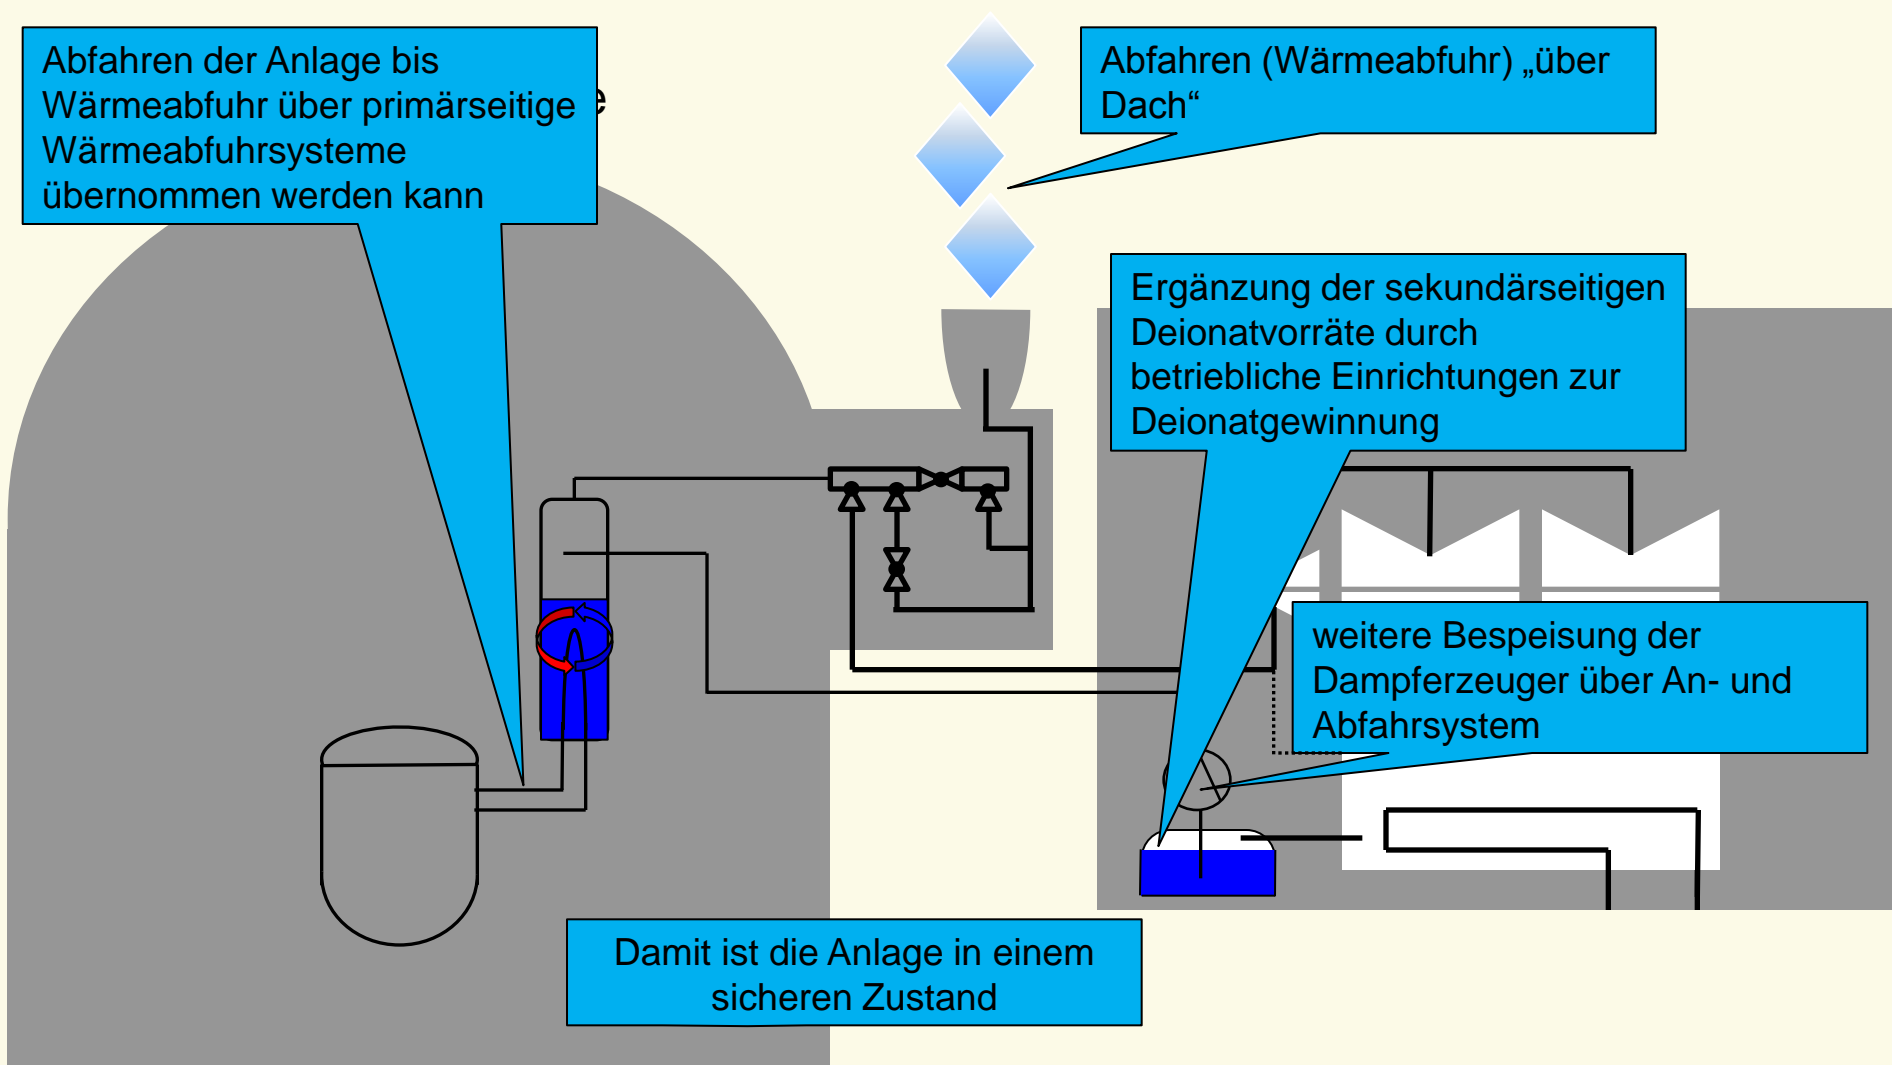 Abfahren der Anlage bis
Wärmeabfuhr über primärseitige
Wärmeabfuhrsysteme
übernommen werden kann
Abfahren (Wärmeabfuhr) „über
Dach“
Ergänzung der sekundärseitigen
Deionatvorräte durch
betriebliche Einrichtungen zur
Deionatgewinnung
weitere Bespeisung der
Dampferzeuger über An- und
Abfahrsystem
Damit ist die Anlage in einem
sicheren Zustand